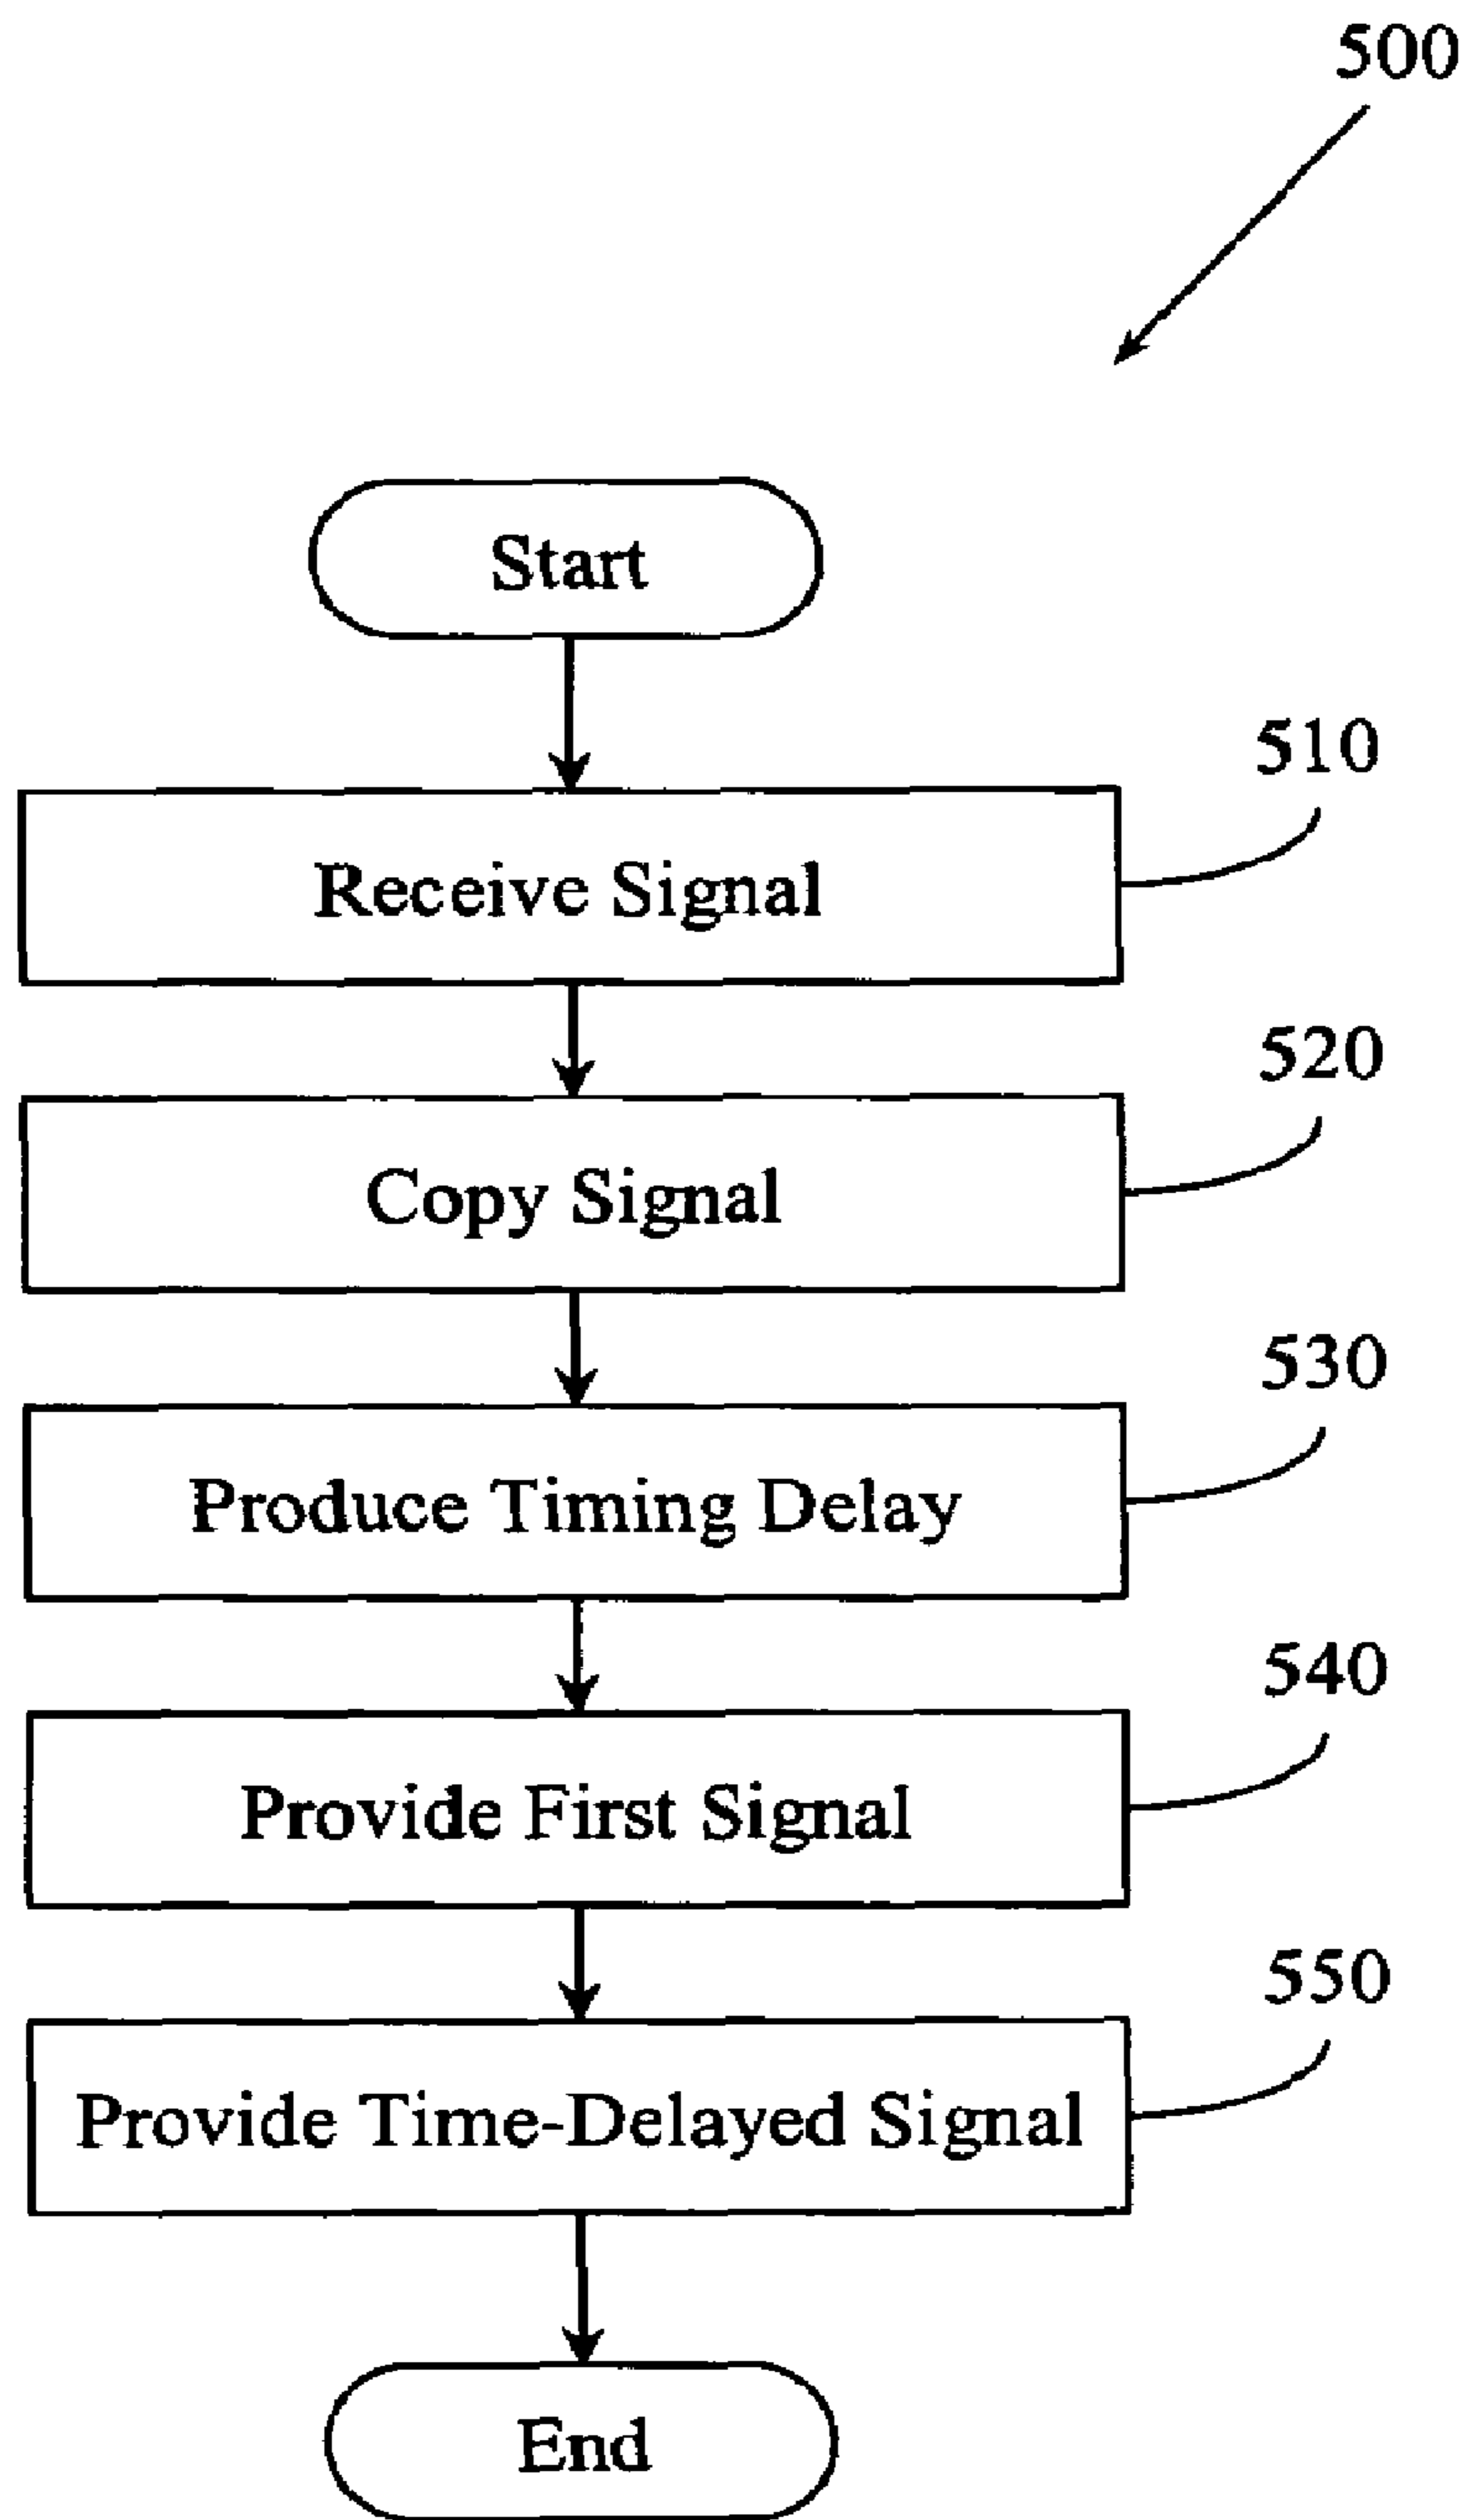 500
Start
510
Receive Signal
520
Copy Signal
530
Produce Timing Delay
540
Provide First Signal
550
Provide Time-Delayed Signal
End